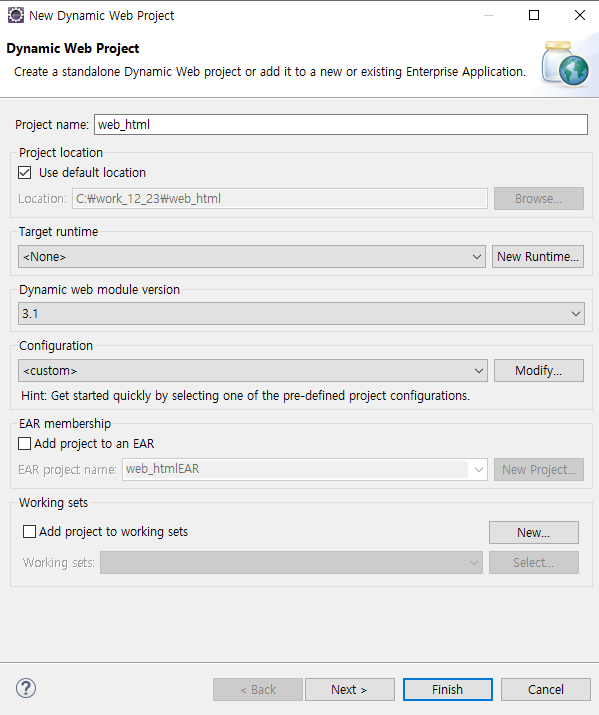 New Dynamic Web Project
Dynamic Web Project
Create a standalone Dynamic Web project or add it to a new or existing Enterprise Application.
Project name: web_html
Project location
Use default location
Location: C:₩work_12_23₩web_html Browse...
Target runtime
<None> New Runtime...
Dynamic web module version
3.1
Configuration
<custom> Modify...
Hint: Get started quickly by selecting one of the pre-defined project configurations.
EAR membership
Add project to an EAR
EAR project name: web_htmlEAR New Project...
Working sets
Add project to working sets New...
Working sets: Select...
? < Back Next > Finish Cancel